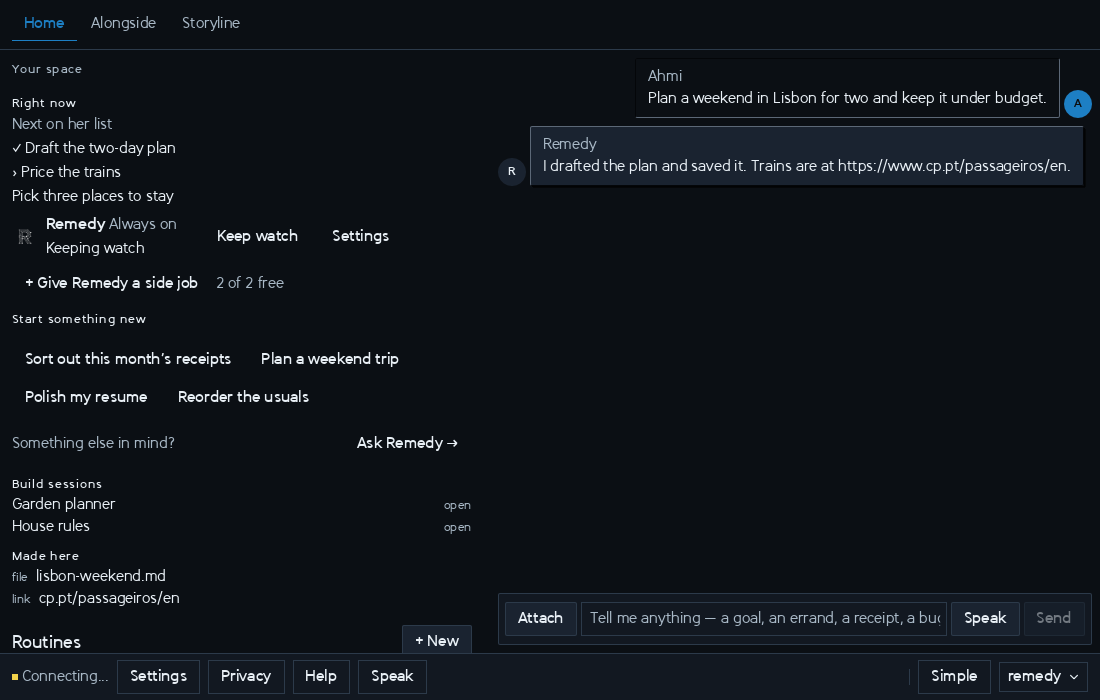 Home Alongside Storyline
Your space
Right now
Next on her list
✓ Draft the two-day plan
› Price the trains
Pick three places to stay
R
Remedy Always on
Keeping watch
Keep watch Settings
+ Give Remedy a side job 2 of 2 free
Start something new
Sort out this month's receipts Plan a weekend trip
Polish my resume Reorder the usuals
Something else in mind? Ask Remedy →
Build sessions
Garden planner open
House rules open
Made here
file lisbon-weekend.md
link cp.pt/passageiros/en
Routines + New
Ahmi
Plan a weekend in Lisbon for two and keep it under budget.
A
Remedy
I drafted the plan and saved it. Trains are at https://www.cp.pt/passageiros/en.
R
Attach Tell me anything — a goal, an errand, a receipt, a Speak Send
Connecting... Settings Privacy Help Speak Simple remedy